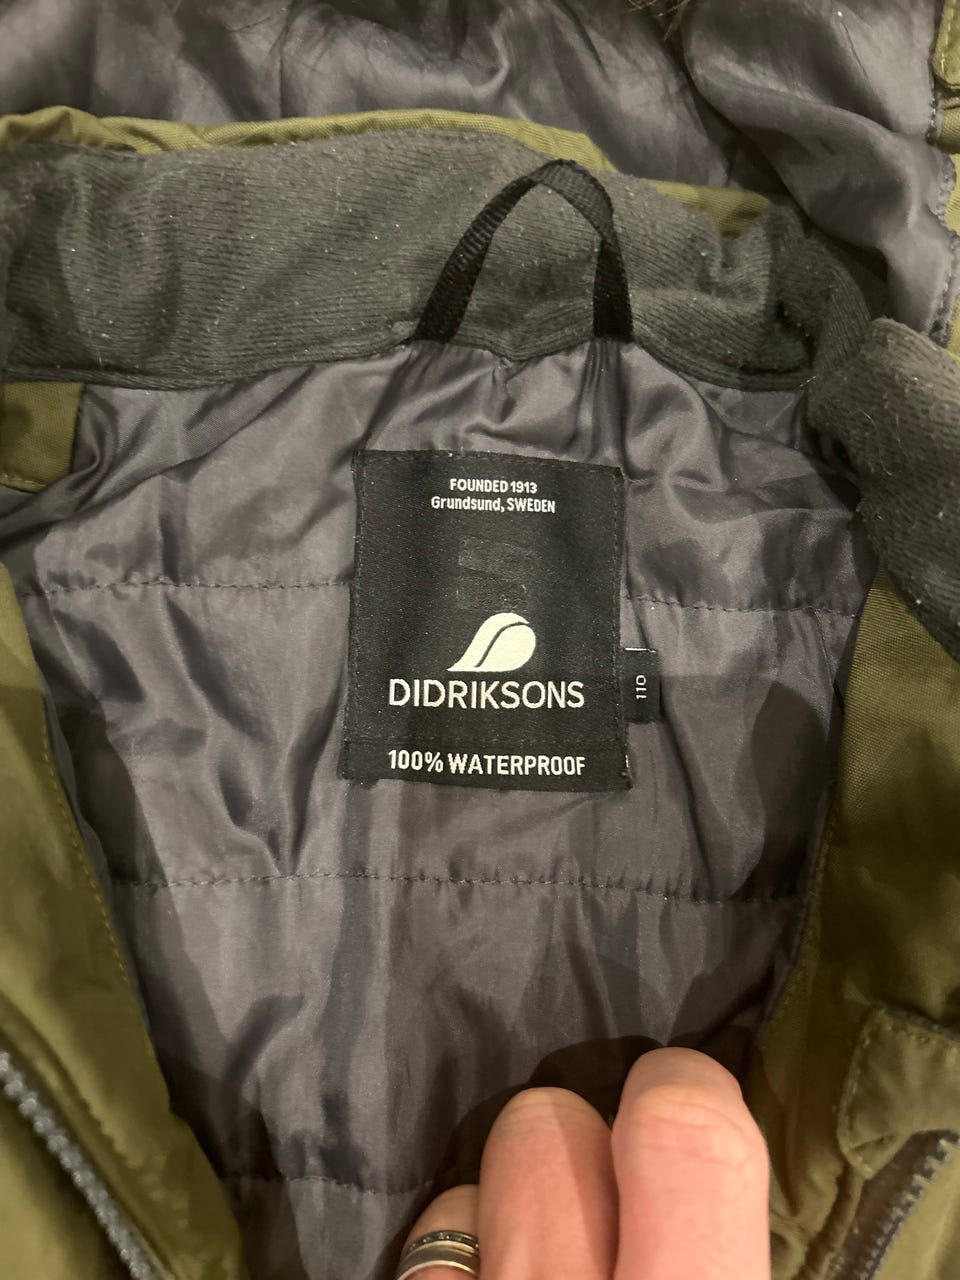 FOUNDED 1913
Grundsund, SWEDEN
DIDRIKSONS
110
100% WATERPROOF